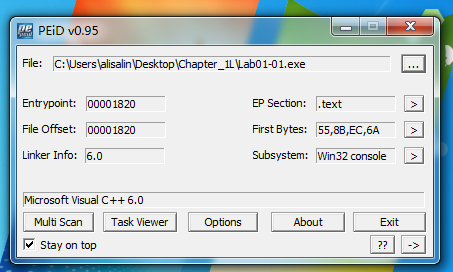 PEiD v0.95
File: C:\Users\alisalin\Desktop\Chapter_1L\Lab01-01.exe ...
Entrypoint: 00001820 EP Section: .text >
File Offset: 00001820 First Bytes: 55,8B,EC,6A >
Linker Info: 6.0 Subsystem: Win32 console >
Microsoft Visual C++ 6.0
Multi Scan Task Viewer Options About Exit
Stay on top ?? ->